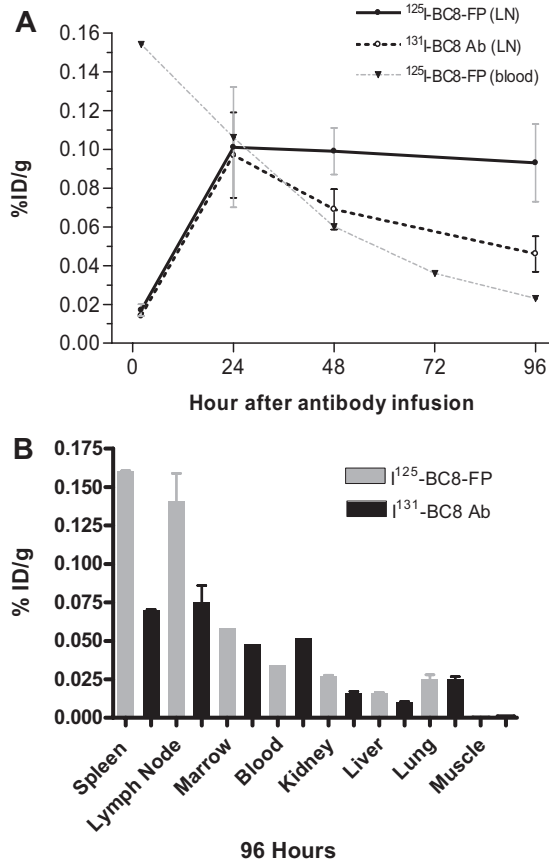 A
¹²⁵I-BC8-FP (LN)
¹³¹I-BC8 Ab (LN)
¹²⁵I-BC8-FP (blood)
0.16
0.14
0.12
0.10
0.08
0.06
0.04
0.02
0.00
%ID/g
0 24 48 72 96
Hour after antibody infusion
B
I¹²⁵-BC8-FP
I¹³¹-BC8 Ab
0.175
0.150
0.125
0.100
0.075
0.050
0.025
0.000
% ID/g
Spleen
Lymph Node
Marrow
Blood
Kidney
Liver
Lung
Muscle
96 Hours